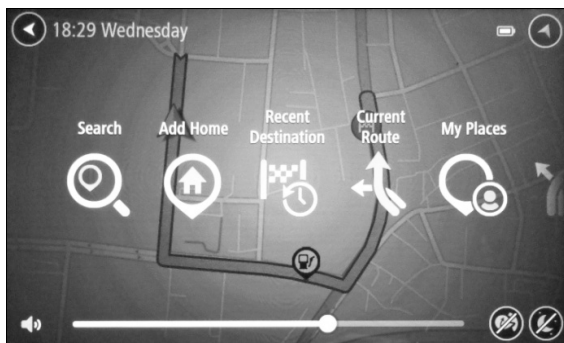 18:29 Wednesday
Search
Add Home
Recent
Destination
Current
Route
My Places